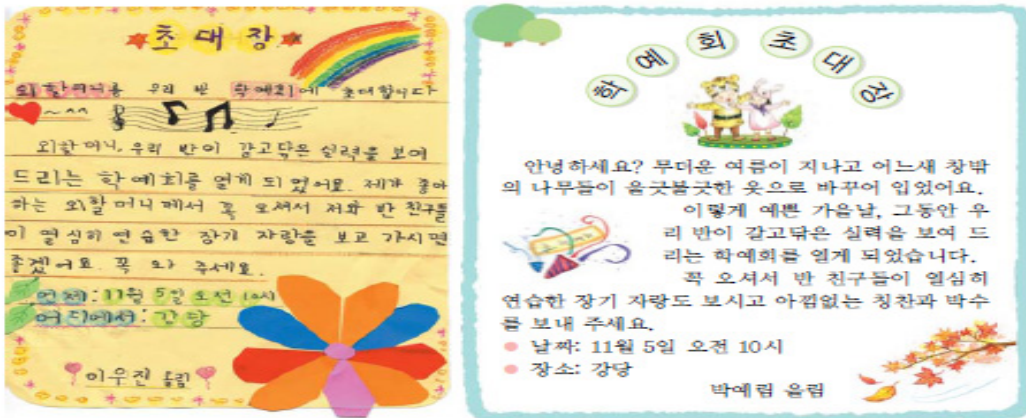 초대장
외할머니를 우리 반 학예회에 초대합니다
~^^
외할머니, 우리 반이 갈고닦은 실력을 보여
드리는 학예회를 열게 되었어요. 제가 좋아
하는 외할머니께서 꼭 오셔서 저와 반 친구들
이 열심히 연습한 장기 자랑을 보고 가시면
좋겠어요. 꼭 와 주세요.
언제: 11월 5일 오전 10시
어디에서: 강당
이우진 올림
학예회 초대장
안녕하세요? 무더운 여름이 지나고 어느새 창밖
의 나무들이 울긋불긋한 옷으로 바꾸어 입었어요.
이렇게 예쁜 가을날, 그동안 우
리 반이 갈고닦은 실력을 보여 드
리는 학예회를 열게 되었습니다.
꼭 오셔서 반 친구들이 열심히
연습한 장기 자랑도 보시고 아낌없는 칭찬과 박수
를 보내 주세요.
날짜: 11월 5일 오전 10시
장소: 강당
박예림 올림